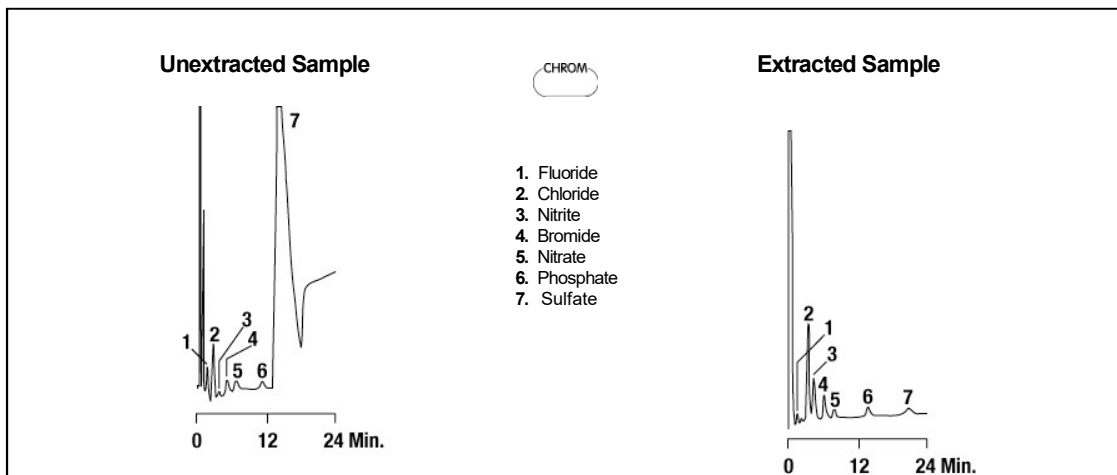 Unextracted Sample
CHROM
Extracted Sample
7
1
2
3
4
5
6
0 12 24 Min.
1. Fluoride
2. Chloride
3. Nitrite
4. Bromide
5. Nitrate
6. Phosphate
7. Sulfate
2
1
3
4
5
6
7
0 12 24 Min.